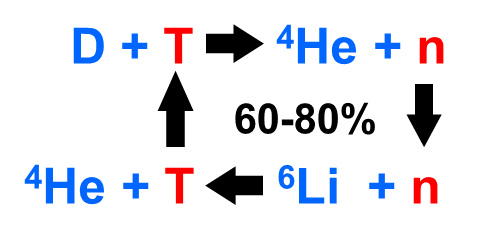 D + T → ⁴He + n
60-80%
⁴He + T ← ⁶Li + n